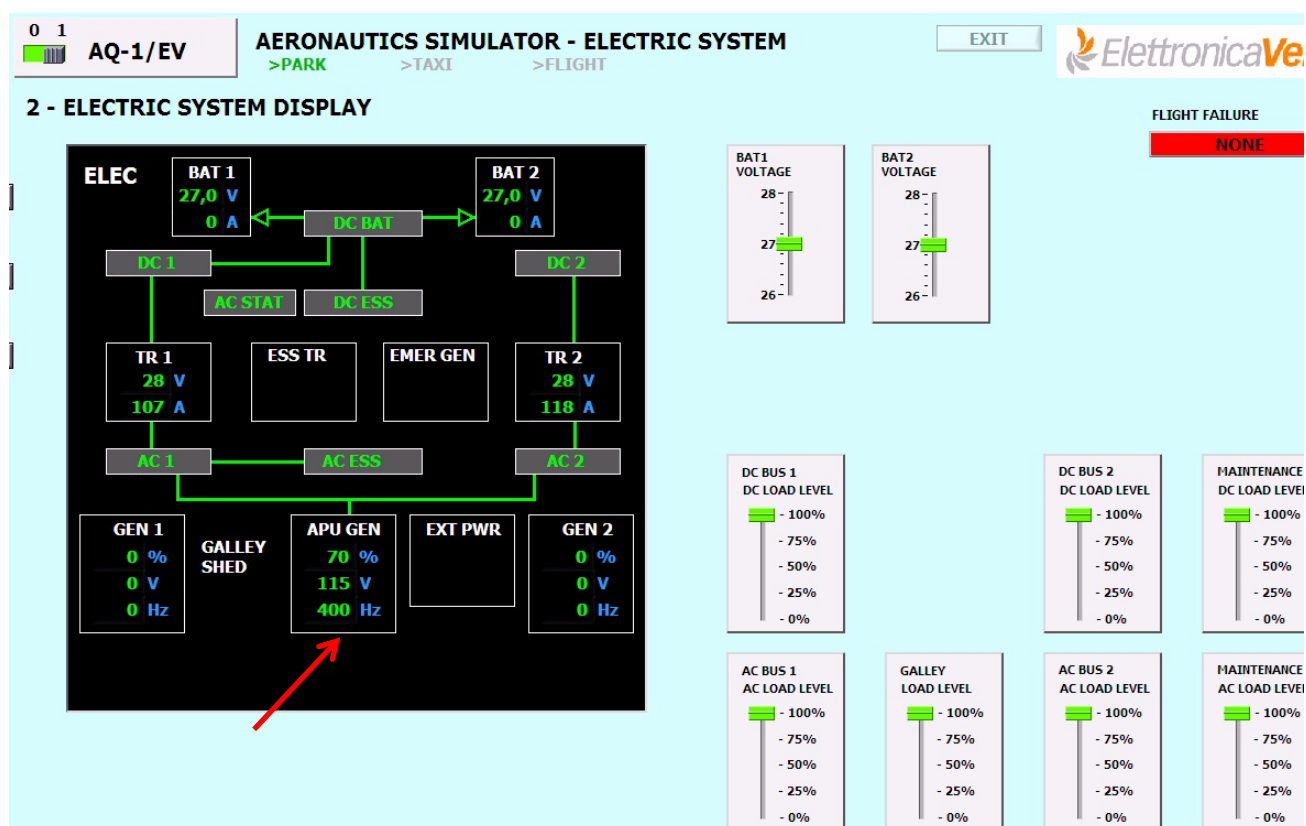 0 1
AQ-1/EV
AERONAUTICS SIMULATOR - ELECTRIC SYSTEM
>PARK >TAXI >FLIGHT
EXIT
2 - ELECTRIC SYSTEM DISPLAY
FLIGHT FAILURE
NONE
ELEC
BAT 1
27,0 V
0 A
DC BAT
BAT 2
27,0 V
0 A
DC 1
DC 2
AC STAT
DC ESS
TR 1
28 V
107 A
ESS TR
EMER GEN
TR 2
28 V
118 A
AC 1
AC ESS
AC 2
GEN 1
0 %
0 V
0 Hz
GALLEY
SHED
APU GEN
70 %
115 V
400 Hz
EXT PWR
GEN 2
0 %
0 V
0 Hz
BAT1
VOLTAGE
28
27
26
BAT2
VOLTAGE
28
27
26
DC BUS 1
DC LOAD LEVEL
- 100%
- 75%
- 50%
- 25%
- 0%
DC BUS 2
DC LOAD LEVEL
- 100%
- 75%
- 50%
- 25%
- 0%
MAINTENANCE
DC LOAD LEVEL
- 100%
- 75%
- 50%
- 25%
- 0%
AC BUS 1
AC LOAD LEVEL
- 100%
- 75%
- 50%
- 25%
- 0%
GALLEY
LOAD LEVEL
- 100%
- 75%
- 50%
- 25%
- 0%
AC BUS 2
AC LOAD LEVEL
- 100%
- 75%
- 50%
- 25%
- 0%
MAINTENANCE
AC LOAD LEVEL
- 100%
- 75%
- 50%
- 25%
- 0%